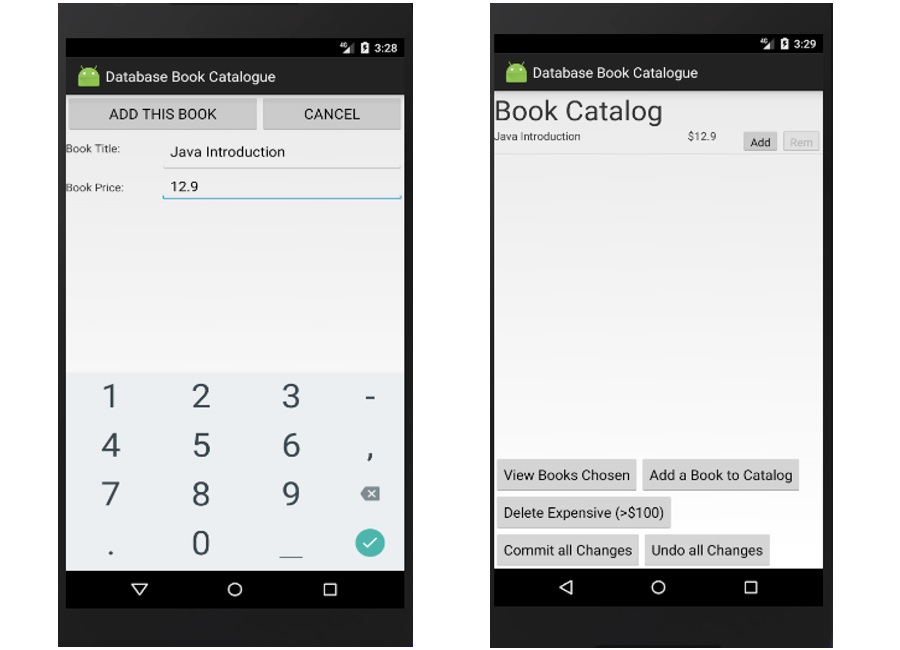 4G 3:28
Database Book Catalogue
ADD THIS BOOK CANCEL
Book Title: Java Introduction
Book Price: 12.9
1 2 3 -
4 5 6 ,
7 8 9
. 0 _
4G 3:29
Database Book Catalogue
Book Catalog
Java Introduction $12.9 Add Rem
View Books Chosen Add a Book to Catalog
Delete Expensive (>$100)
Commit all Changes Undo all Changes